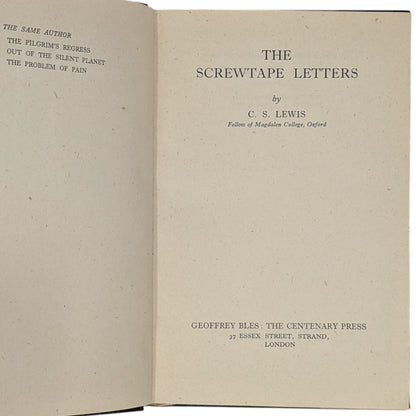 THE SAME AUTHOR
THE PILGRIM'S REGRESS
OUT OF THE SILENT PLANET
THE PROBLEM OF PAIN
THE
SCREWTAPE LETTERS
by
C. S. LEWIS
Fellow of Magdalen College, Oxford
GEOFFREY BLES: THE CENTENARY PRESS
37 ESSEX STREET, STRAND,
LONDON